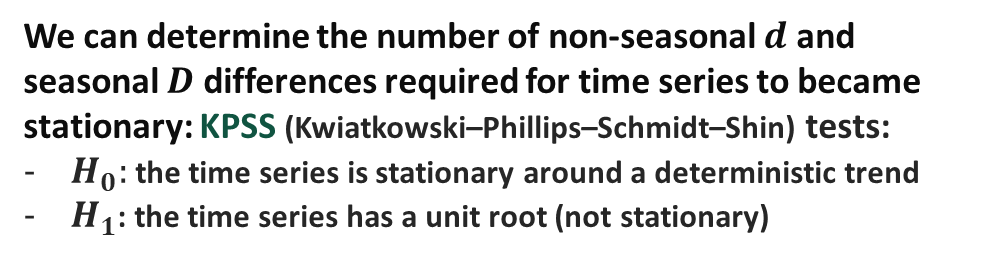 We can determine the number of non-seasonal d and
seasonal D differences required for time series to became
stationary: KPSS (Kwiatkowski–Phillips–Schmidt–Shin) tests:
- H₀: the time series is stationary around a deterministic trend
- H₁: the time series has a unit root (not stationary)